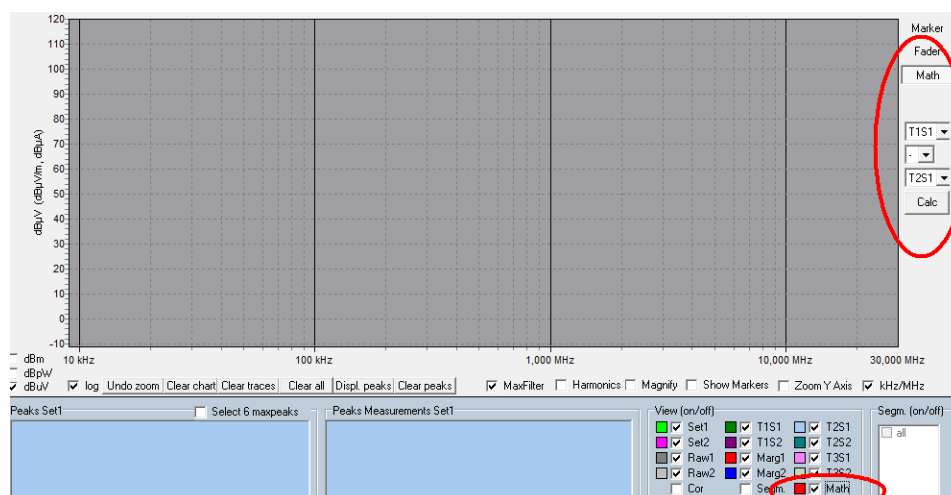 120
110
100
90
80
70
60
50
40
30
20
10
0
-10
dBµV (dBµV/m, dBµA)
Marker
Fader
Math
T1S1
-
T2S1
Calc
10 kHz 100 kHz 1,000 MHz 10,000 MHz 30,000 MHz
dBm
dBpW
dBuV log Undo zoom Clear chart Clear traces Clear all Displ. peaks Clear peaks MaxFilter Harmonics Magnify Show Markers Zoom Y Axis kHz/MHz
Peaks Set1 Select 6 maxpeaks Peaks Measurements Set1 View (on/off) Segm. (on/off)
Set1 T1S1 T2S1 all
Set2 T1S2 T2S2
Raw1 Marg1 T3S1
Raw2 Marg2 T3S2
Cor Segm. Math